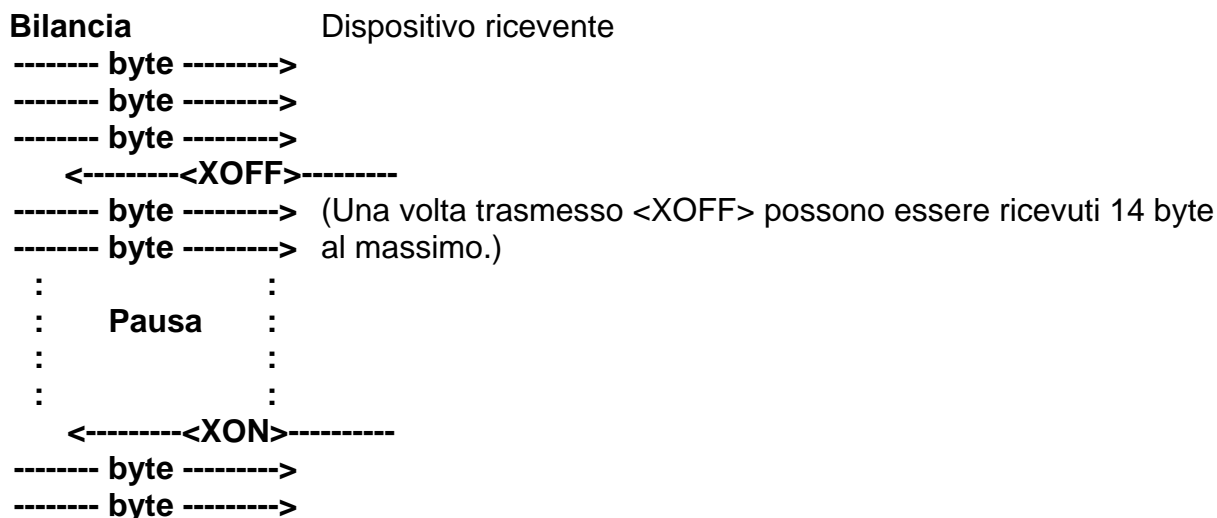 Bilancia Dispositivo ricevente
-------- byte --------->
-------- byte --------->
-------- byte --------->
<---------<XOFF>---------
-------- byte ---------> (Una volta trasmesso <XOFF> possono essere ricevuti 14 byte
-------- byte ---------> al massimo.)
: :
: Pausa :
: :
: :
<---------<XON>----------
-------- byte --------->
-------- byte --------->